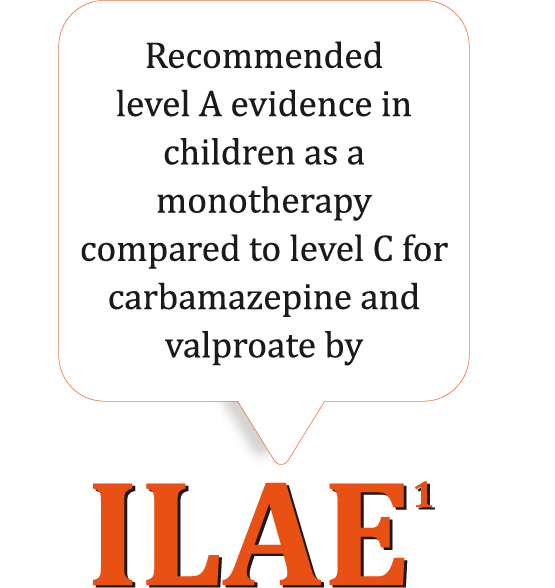 Recommended
level A evidence in
children as a
monotherapy
compared to level C for
carbamazepine and
valproate by
ILAE¹